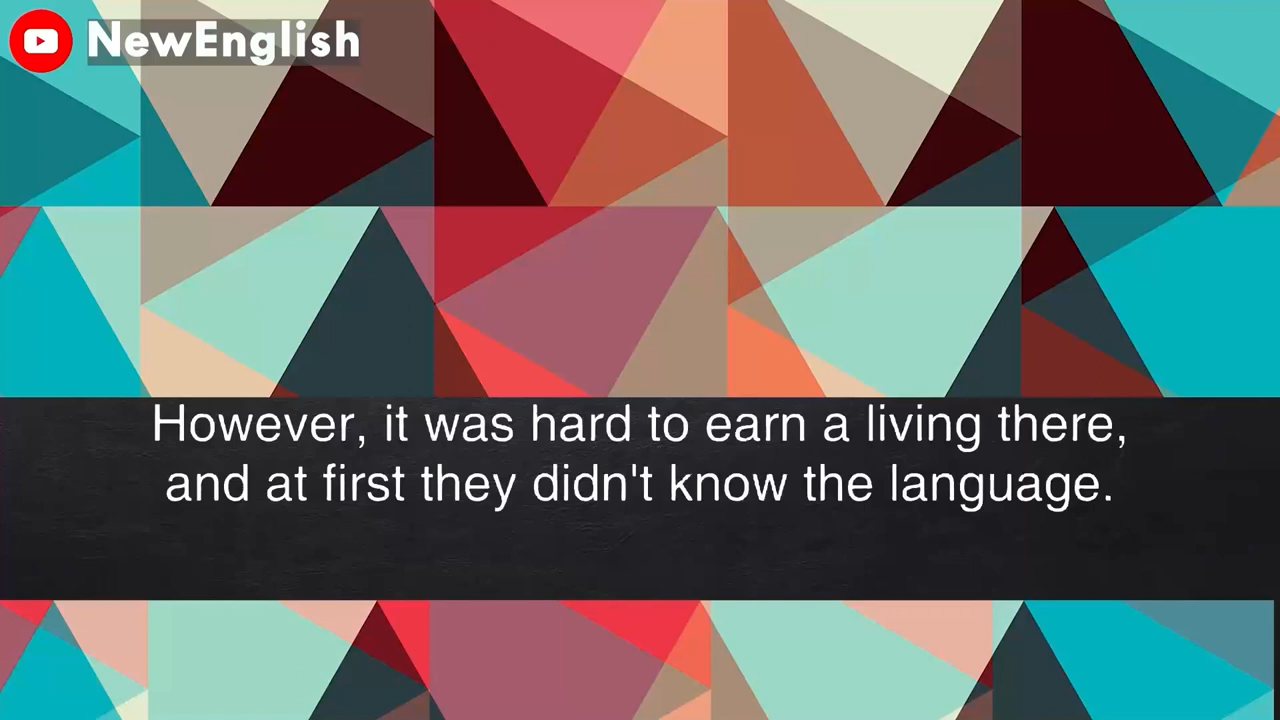 NewEnglish
However, it was hard to earn a living there,
and at first they didn't know the language.